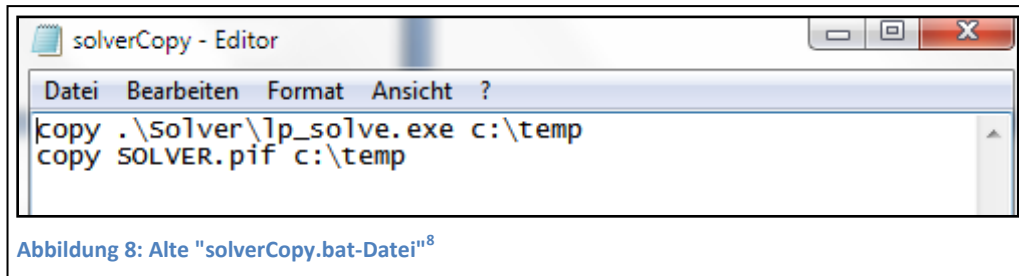 solverCopy - Editor
Datei Bearbeiten Format Ansicht ?
copy .\Solver\lp_solve.exe c:\temp
copy SOLVER.pif c:\temp
Abbildung 8: Alte "solverCopy.bat-Datei"⁸